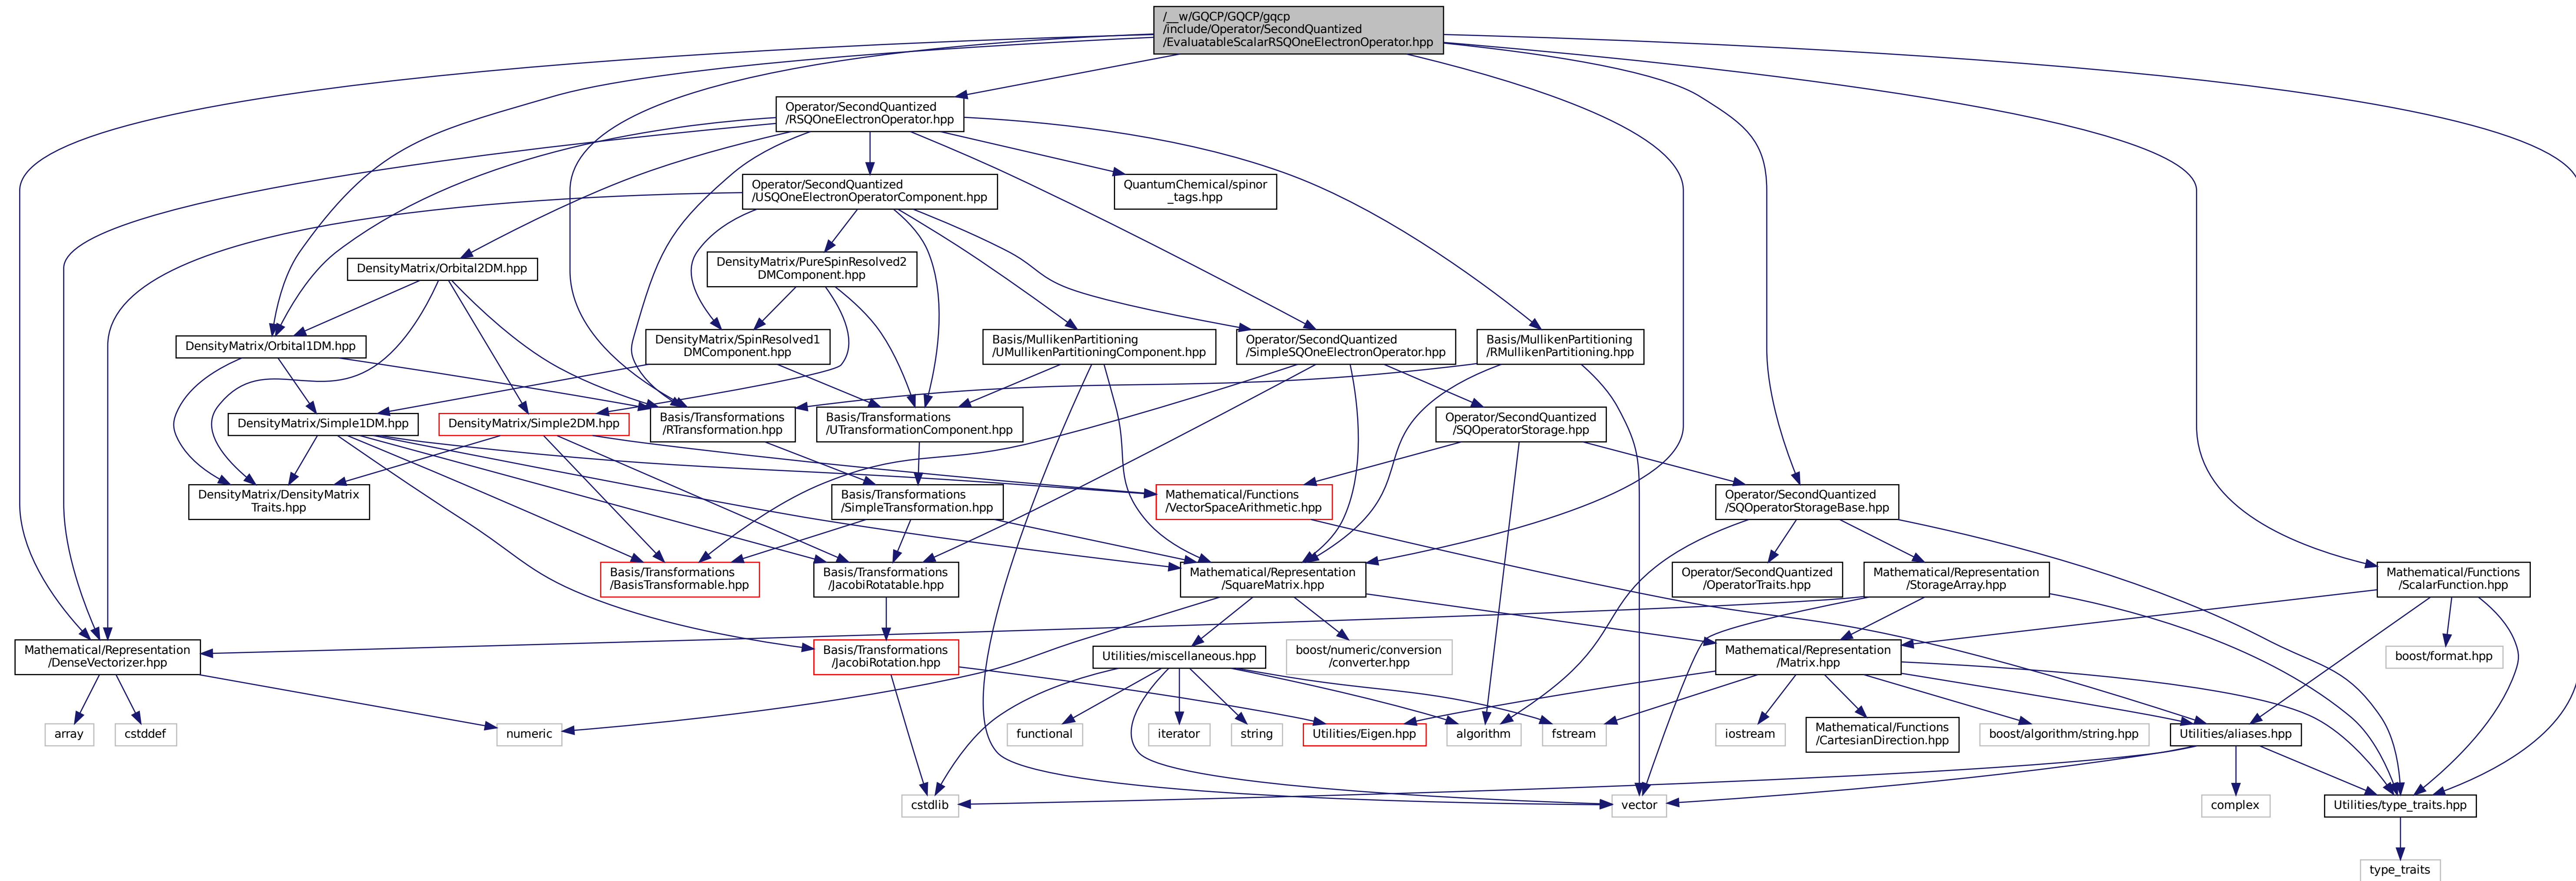 /__w/GQCP/GQCP/gqcp
/include/Operator/SecondQuantized
/EvaluatableScalarRSQOneElectronOperator.hpp
Operator/SecondQuantized
/RSQOneElectronOperator.hpp
Operator/SecondQuantized
/USQOneElectronOperatorComponent.hpp
QuantumChemical/spinor
_tags.hpp
DensityMatrix/Orbital2DM.hpp
DensityMatrix/PureSpinResolved2
DMComponent.hpp
DensityMatrix/Orbital1DM.hpp
DensityMatrix/SpinResolved1
DMComponent.hpp
Basis/MullikenPartitioning
/UMullikenPartitioningComponent.hpp
Operator/SecondQuantized
/SimpleSQOneElectronOperator.hpp
Basis/MullikenPartitioning
/RMullikenPartitioning.hpp
DensityMatrix/Simple1DM.hpp
DensityMatrix/Simple2DM.hpp
Basis/Transformations
/RTransformation.hpp
Basis/Transformations
/UTransformationComponent.hpp
Operator/SecondQuantized
/SQOperatorStorage.hpp
DensityMatrix/DensityMatrix
Traits.hpp
Basis/Transformations
/SimpleTransformation.hpp
Mathematical/Functions
/VectorSpaceArithmetic.hpp
Operator/SecondQuantized
/SQOperatorStorageBase.hpp
Basis/Transformations
/BasisTransformable.hpp
Basis/Transformations
/JacobiRotatable.hpp
Mathematical/Representation
/SquareMatrix.hpp
Operator/SecondQuantized
/OperatorTraits.hpp
Mathematical/Representation
/StorageArray.hpp
Mathematical/Functions
/ScalarFunction.hpp
Mathematical/Representation
/DenseVectorizer.hpp
Basis/Transformations
/JacobiRotation.hpp
Utilities/miscellaneous.hpp
boost/numeric/conversion
/converter.hpp
Mathematical/Representation
/Matrix.hpp
boost/format.hpp
array
cstddef
numeric
functional
iterator
string
Utilities/Eigen.hpp
algorithm
fstream
iostream
Mathematical/Functions
/CartesianDirection.hpp
boost/algorithm/string.hpp
Utilities/aliases.hpp
cstdlib
vector
complex
Utilities/type_traits.hpp
type_traits